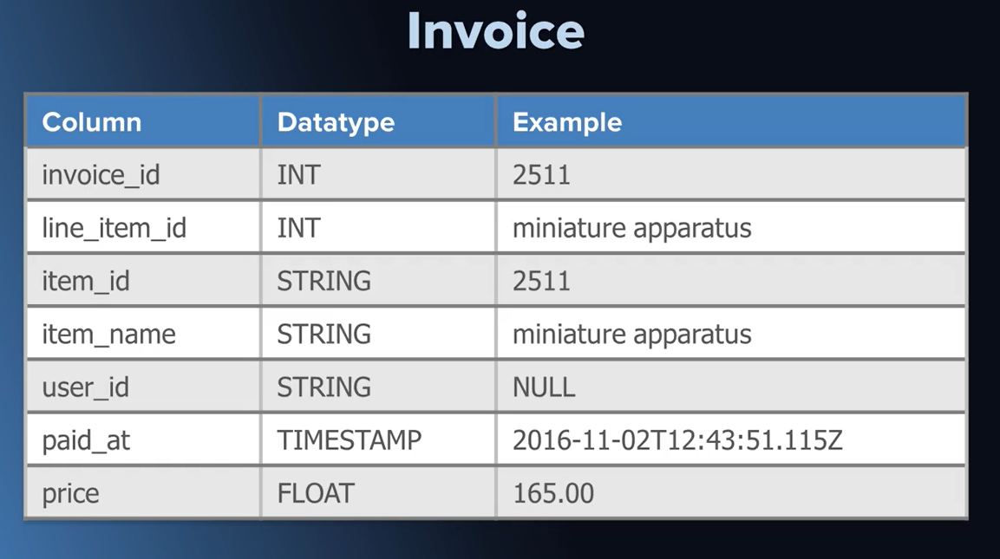 Invoice
Column Datatype Example
invoice_id INT 2511
line_item_id INT miniature apparatus
item_id STRING 2511
item_name STRING miniature apparatus
user_id STRING NULL
paid_at TIMESTAMP 2016-11-02T12:43:51.115Z
price FLOAT 165.00